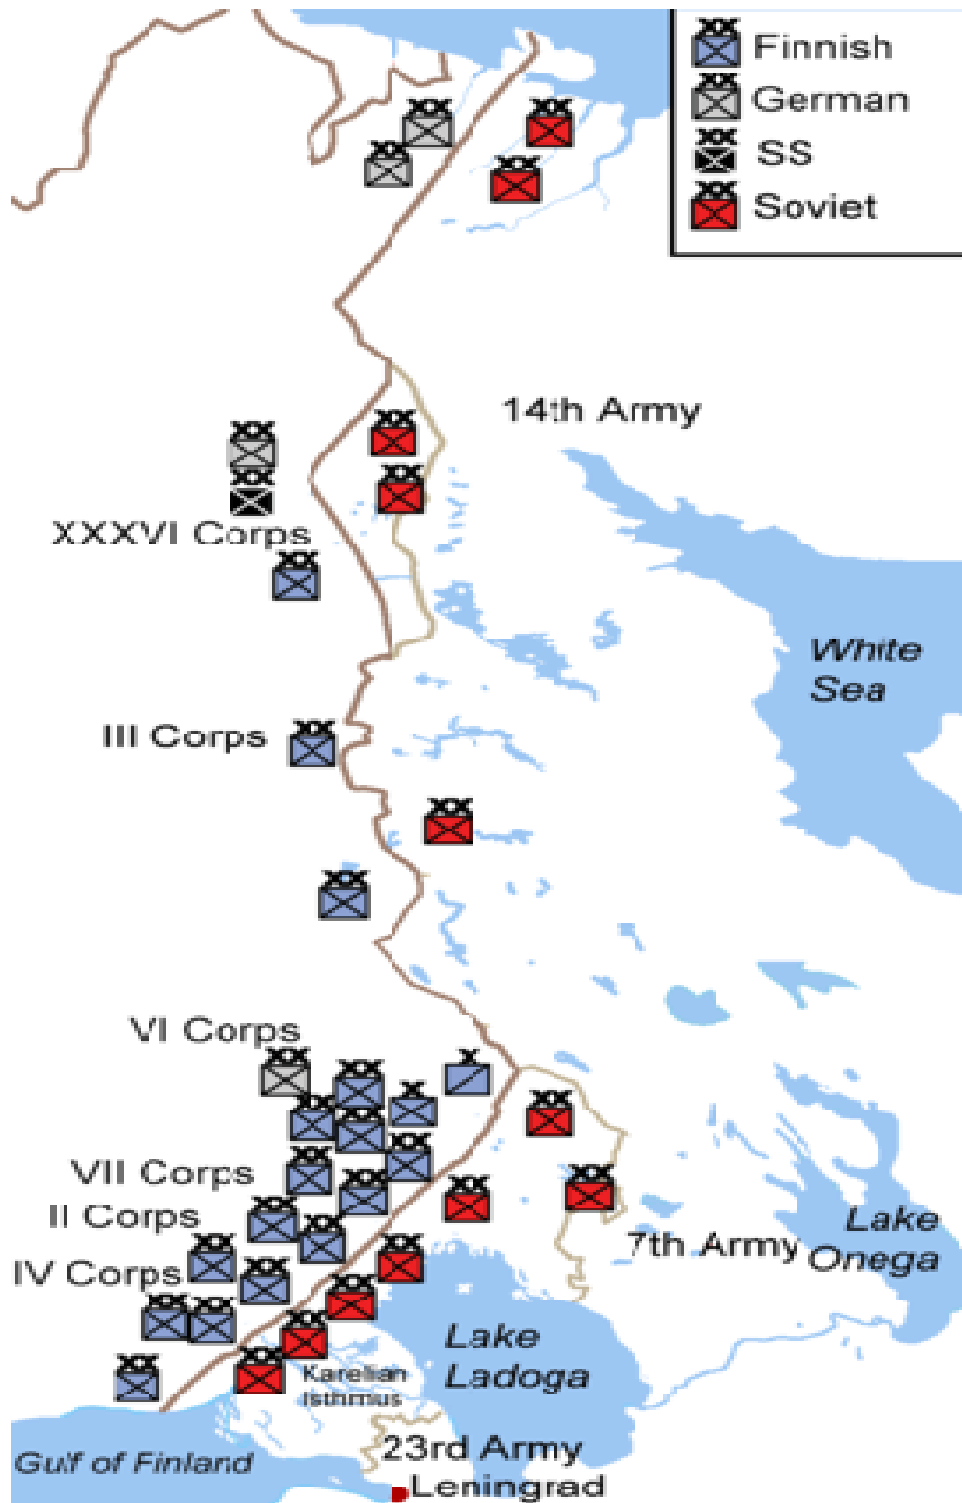 Finnish
German
SS
Soviet
14th Army
XXXVI Corps
White
Sea
III Corps
VI Corps
VII Corps
II Corps
IV Corps
7th Army
Lake
Onega
Lake
Ladoga
Karelian
Isthmus
23rd Army
Gulf of Finland
Leningrad